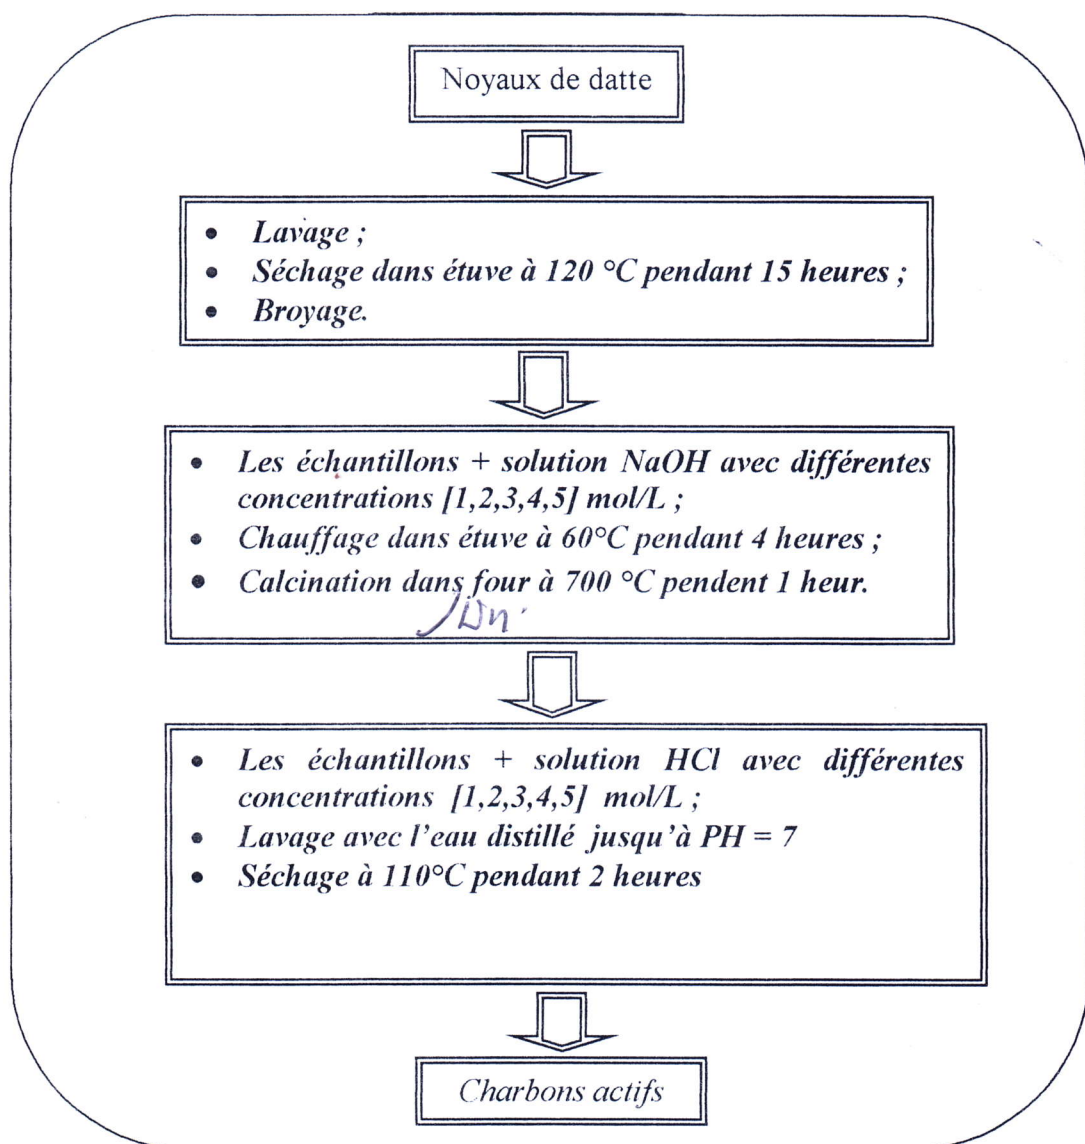 Noyaux de datte
• Lavage ;
• Séchage dans étuve à 120 °C pendant 15 heures ;
• Broyage.
• Les échantillons + solution NaOH avec différentes
concentrations [1,2,3,4,5] mol/L ;
• Chauffage dans étuve à 60°C pendant 4 heures ;
• Calcination dans four à 700 °C pendent 1 heur.
• Les échantillons + solution HCl avec différentes
concentrations [1,2,3,4,5] mol/L ;
• Lavage avec l'eau distillé jusqu'à PH = 7
• Séchage à 110°C pendant 2 heures
Charbons actifs